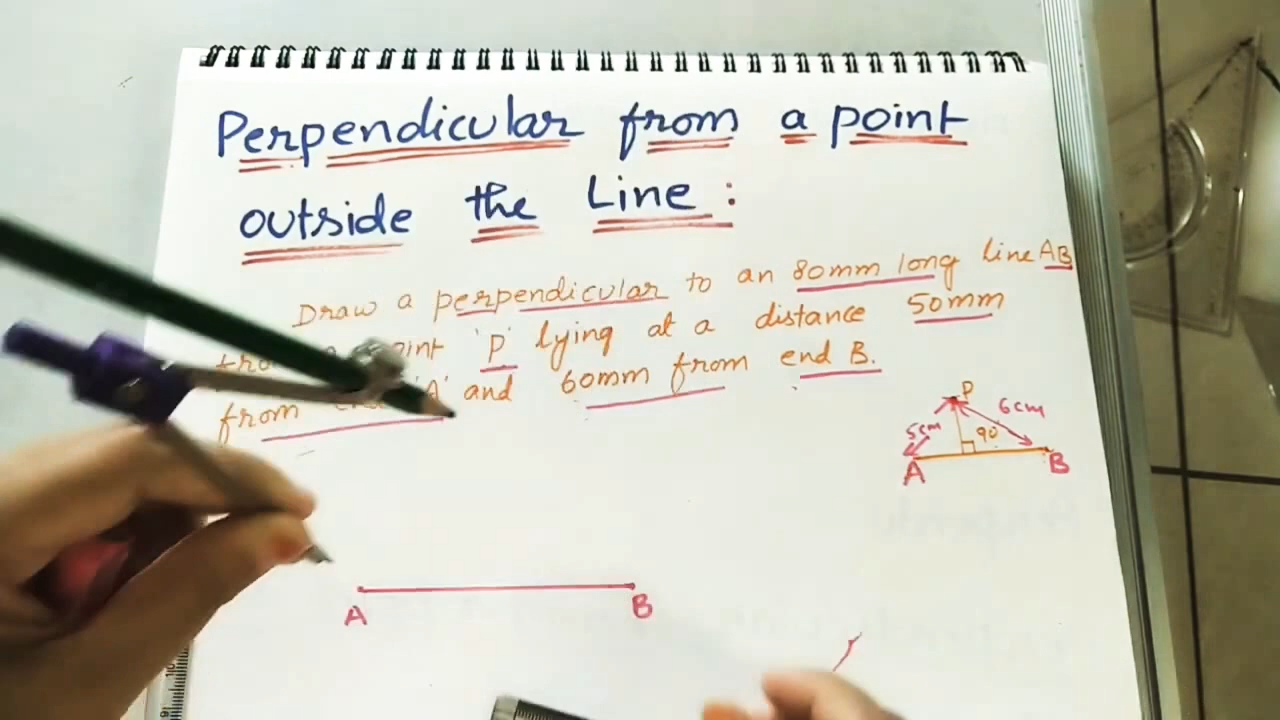 Perpendicular from a point
outside the Line :
Draw a perpendicular to an 80mm long line AB
'P' lying at a distance 50mm
from 'A' and 60mm from end B.
P
5cm 6cm
90°
A B
A B